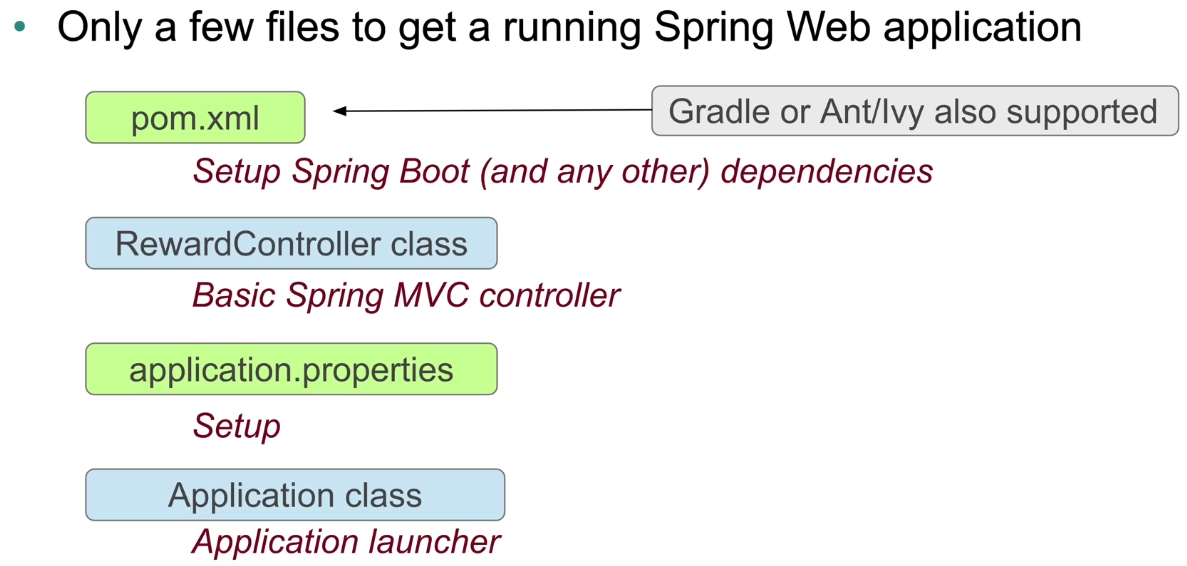 • Only a few files to get a running Spring Web application
pom.xml
Gradle or Ant/Ivy also supported
Setup Spring Boot (and any other) dependencies
RewardController class
Basic Spring MVC controller
application.properties
Setup
Application class
Application launcher